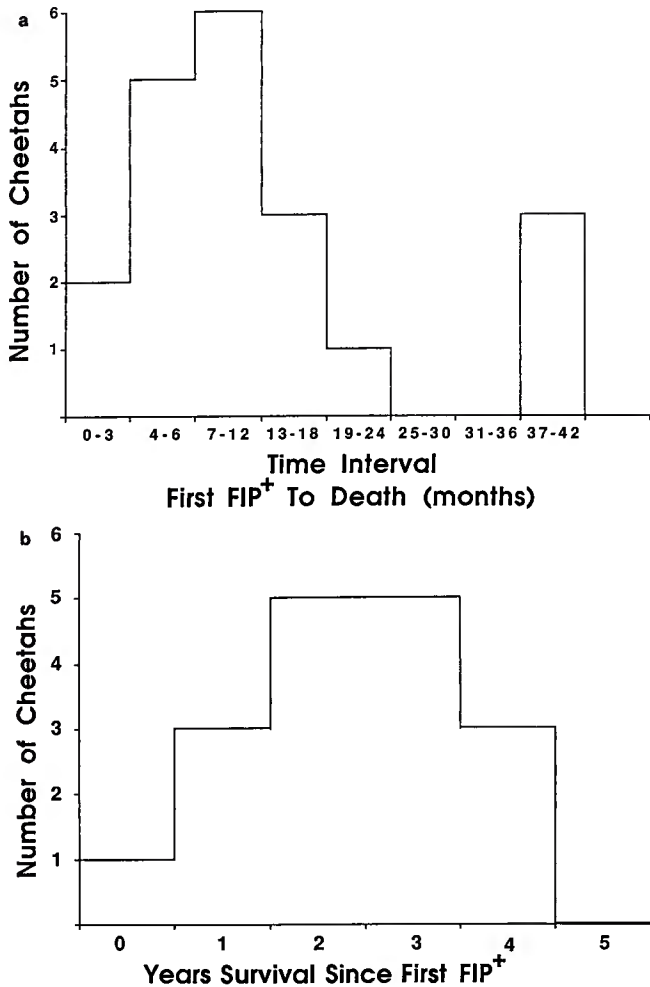 a
Number of Cheetahs
6
5
4
3
2
1
0-3 4-6 7-12 13-18 19-24 25-30 31-36 37-42
Time Interval
First FIP+ To Death (months)
b
Number of Cheetahs
6
5
4
3
2
1
0 1 2 3 4 5
Years Survival Since First FIP+